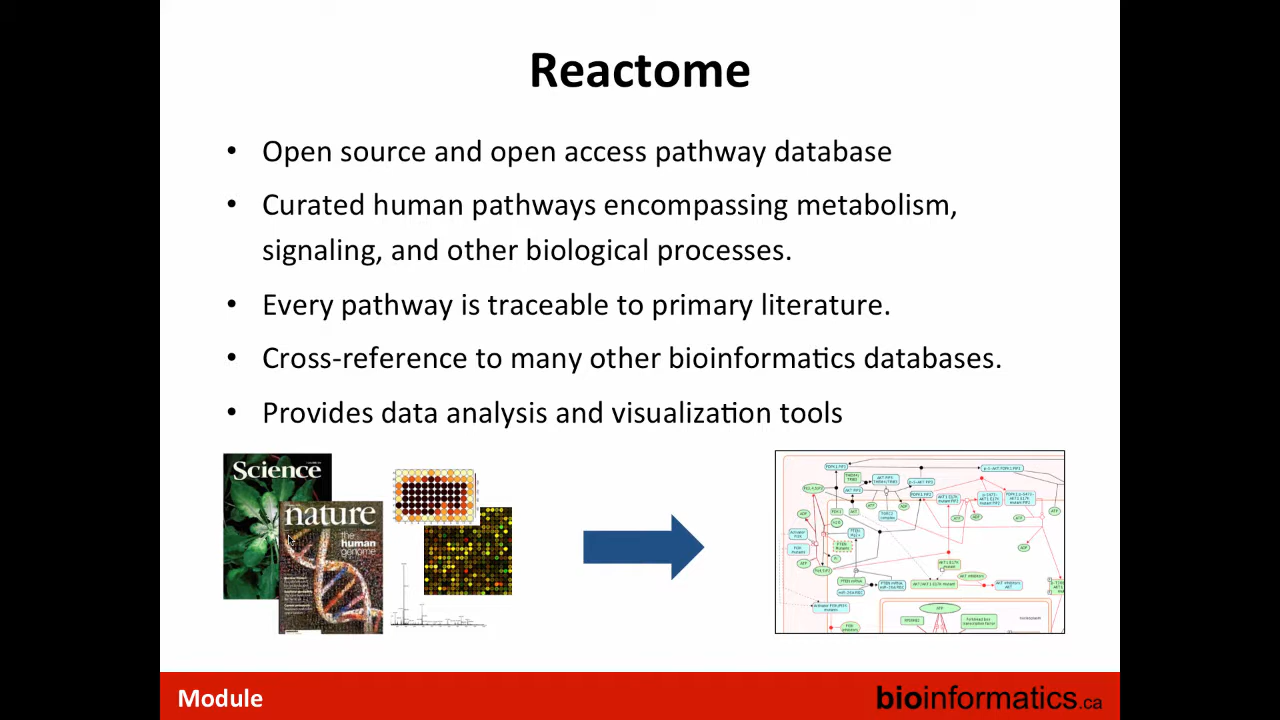 Reactome
• Open source and open access pathway database
• Curated human pathways encompassing metabolism,
signaling, and other biological processes.
• Every pathway is traceable to primary literature.
• Cross-reference to many other bioinformatics databases.
• Provides data analysis and visualization tools
Science
nature
the
human
genome
Module
bioinformatics.ca